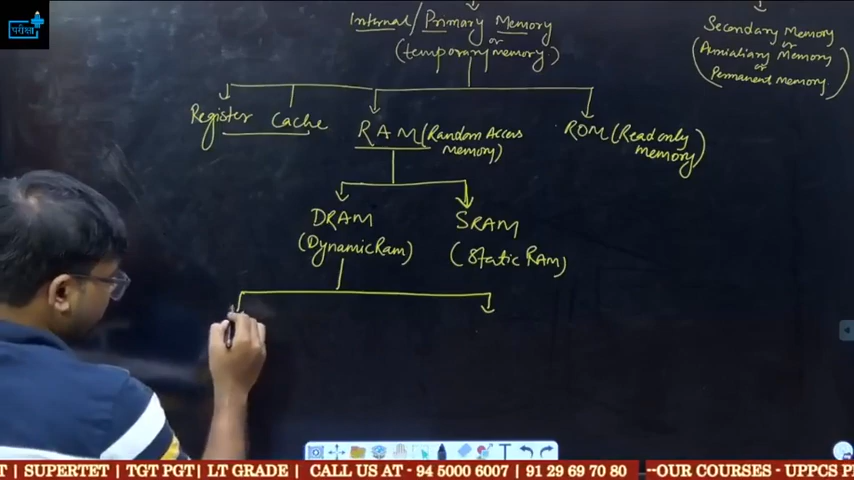 परीक्षा
Internal/Primary Memory
or
(temporary memory.)
Secondary Memory
or
(Auxiliary Memory
or
Permanent memory.)
Register Cache RAM (Random Access
Memory)
ROM (Read only
memory)
DRAM
(Dynamic Ram)
SRAM
(Static RAM)
T | SUPERTET | TGT PGT | LT GRADE | CALL US AT - 94 5000 6007 | 91 29 69 70 80 --OUR COURSES - UPPCS P